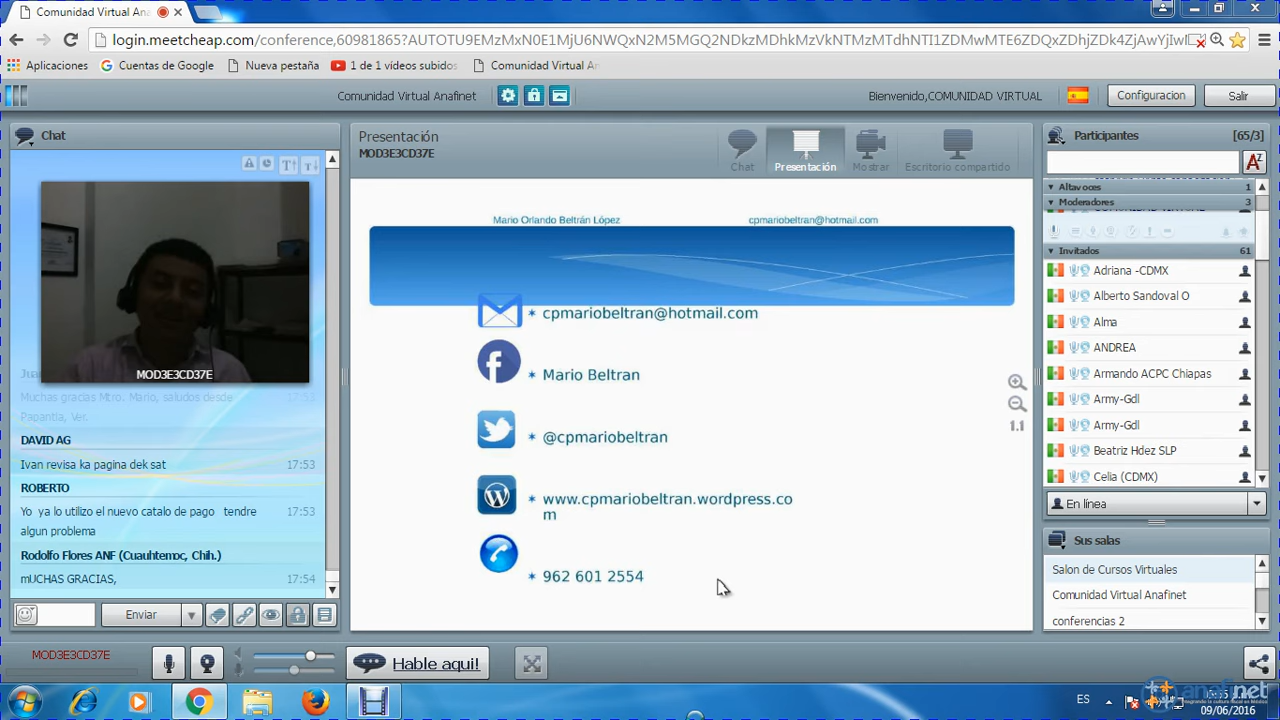 Comunidad Virtual Ana
login.meetcheap.com/conference,60981865?AUTOTU9EMzMxN0E1MjU6NWQxN2M5MGQ2NDkzMDhkMzVkNTMzMTdhNTI1ZDWwMTE6ZDQxZDhjZDk4ZjAwYjIwI
Aplicaciones
Cuentas de Google
Nueva pestaña
1 de 1 vídeos subidos
Comunidad Virtual An
Comunidad Virtual Anafinet
Bienvenido,COMUNIDAD VIRTUAL
Configuracion
Salir
Chat
MOD3E3CD37E
Muchas gracias Mtro. Mario, saludos desde 17:53
Papantla, Ver.
DAVID AG
Ivan revisa ka pagina dek sat 17:53
ROBERTO
Yo ya lo utilizo el nuevo catalo de pago tendre 17:53
algun problema
Rodolfo Flores ANF (Cuauhtemoc, Chih.)
mUCHAS GRACIAS, 17:54
Enviar
Presentación
MOD3E3CD37E
Chat
Presentación
Mostrar
Escritorio compartido
Mario Orlando Beltrán López
cpmariobeltran@hotmail.com
* cpmariobeltran@hotmail.com
* Mario Beltran
* @cpmariobeltran
* www.cpmariobeltran.wordpress.co
m
* 962 601 2554
1.1
Participantes [65/3]
Altavoces 1
Moderadores 3
Invitados 61
Adriana -CDMX
Alberto Sandoval O
Alma
ANDREA
Armando ACPC Chiapas
Army-Gdl
Army-Gdl
Beatriz Hdez SLP
Celia (CDMX)
En línea
Sus salas
Salon de Cursos Virtuales
Comunidad Virtual Anafinet
conferencias 2
MOD3E3CD37E
Hable aqui!
ES
anafinet
09/06/2016